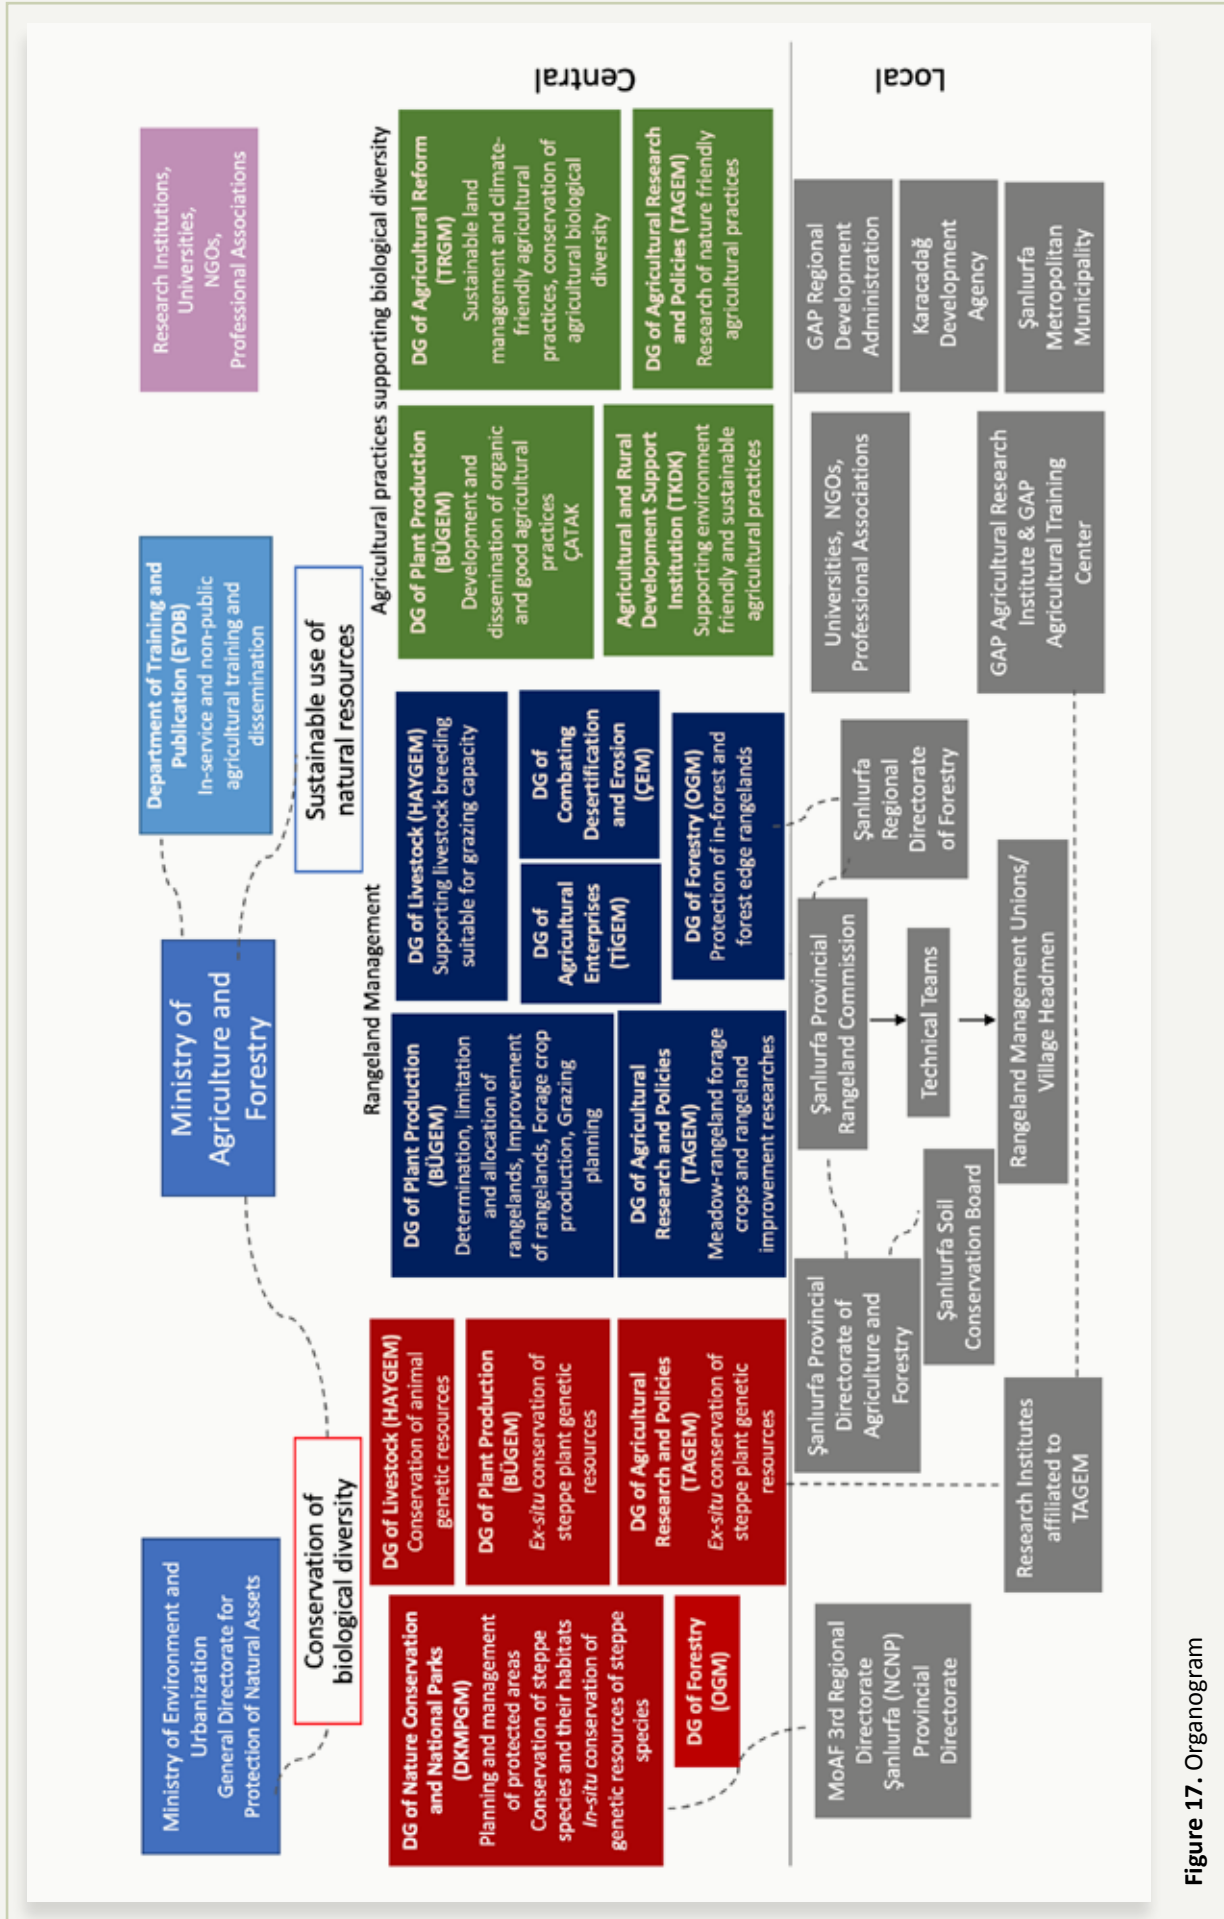 Ministry of Environment and
Urbanization
General Directorate for
Protection of Natural Assets
Ministry of
Agriculture and
Forestry
Department of Training and
Publication (EYDB)
In-service and non-public
agricultural training and
dissemination
Research Institutions,
Universities,
NGOs,
Professional Associations
Conservation of
biological diversity
Sustainable use of
natural resources
Rangeland Management
Agricultural practices supporting biological diversity
Central
DG of Nature Conservation
and National Parks
(DKMPGM)
Planning and management
of protected areas
Conservation of steppe
species and their habitats
In-situ conservation of
genetic resources of steppe
species
DG of Forestry
(OGM)
DG of Livestock (HAYGEM)
Conservation of animal
genetic resources
DG of Plant Production
(BÜGEM)
Ex-situ conservation of
steppe plant genetic
resources
DG of Agricultural
Research and Policies
(TAGEM)
Ex-situ conservation of
steppe plant genetic
resources
DG of Plant Production
(BÜGEM)
Determination, limitation
and allocation of
rangelands, Improvement
of rangelands, Forage crop
production, Grazing
planning
DG of Agricultural
Research and Policies
(TAGEM)
Meadow-rangeland forage
crops and rangeland
improvement researches
DG of Livestock (HAYGEM)
Supporting livestock breeding
suitable for grazing capacity
DG of
Agricultural
Enterprises
(TİGEM)
DG of
Combating
Desertification
and Erosion
(ÇEM)
DG of Forestry (OGM)
Protection of in-forest and
forest edge rangelands
DG of Plant Production
(BÜGEM)
Development and
dissemination of organic
and good agricultural
practices
ÇATAK
Agricultural and Rural
Development Support
Institution (TKDK)
Supporting environment
friendly and sustainable
agricultural practices
DG of Agricultural Reform
(TRGM)
Sustainable land
management and climate-
friendly agricultural
practices, conservation of
agricultural biological
diversity
DG of Agricultural Research
and Policies (TAGEM)
Research of nature friendly
agricultural practices
Local
MoAF 3rd Regional
Directorate
Şanlıurfa (NCNP)
Provincial
Directorate
Şanlıurfa Provincial
Directorate of
Agriculture and
Forestry
Research Institutes
affiliated to
TAGEM
Şanlıurfa Soil
Conservation Board
Şanlıurfa Provincial
Rangeland Commission
Technical Teams
Rangeland Management Unions/
Village Headmen
Şanlıurfa
Regional
Directorate
of Forestry
Universities, NGOs,
Professional Associations
GAP Agricultural Research
Institute & GAP
Agricultural Training
Center
GAP Regional
Development
Administration
Karacadağ
Development
Agency
Şanlıurfa
Metropolitan
Municipality
Figure 17. Organogram